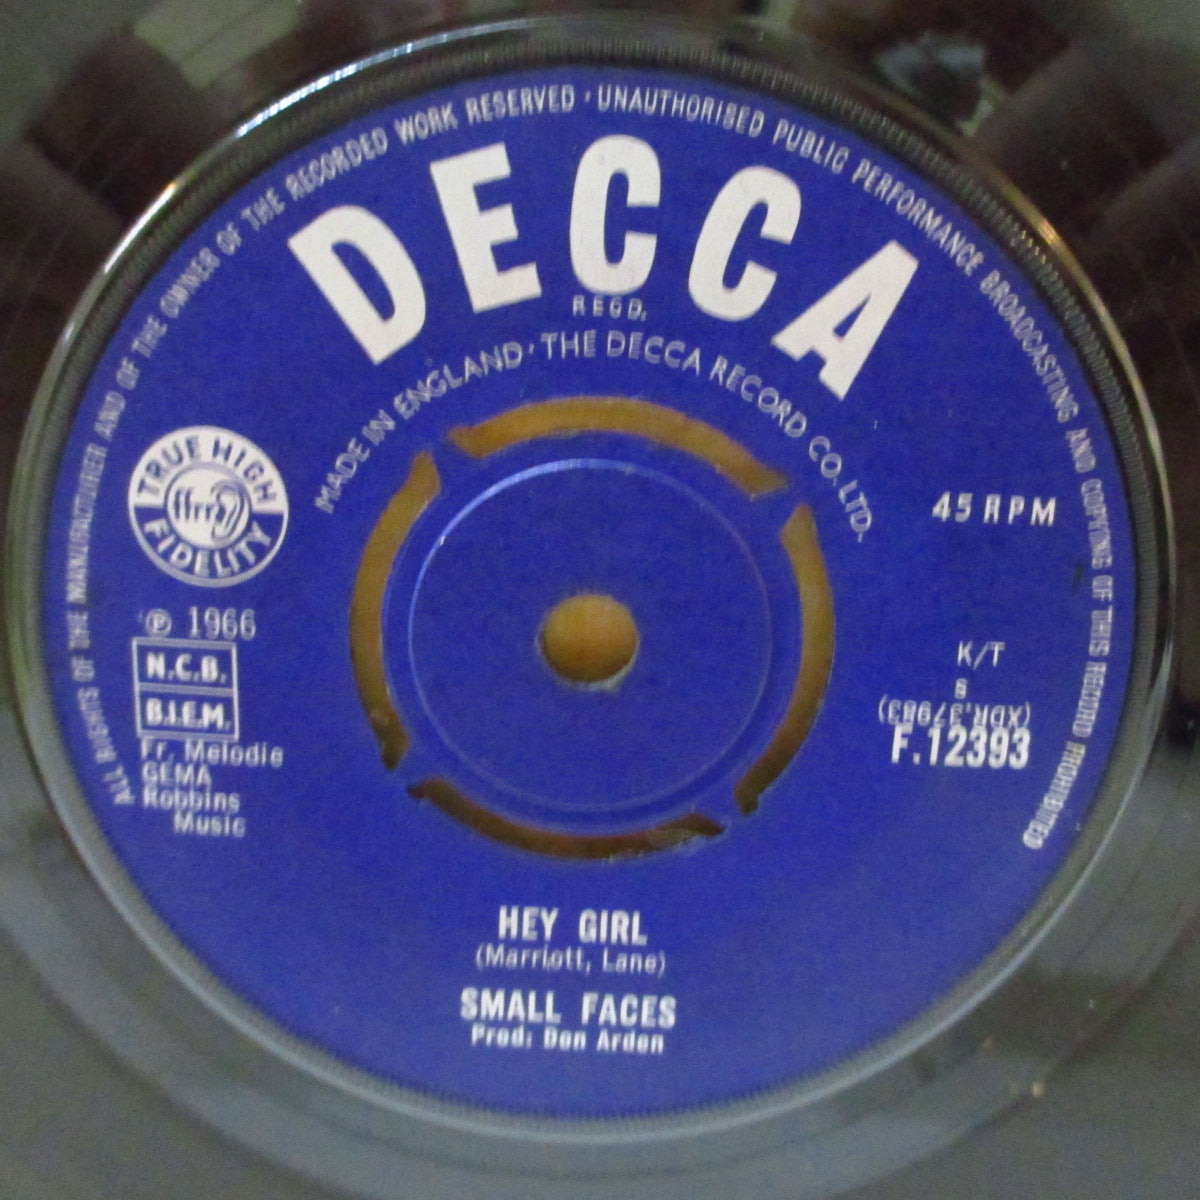 ALL RIGHTS OF THE MANUFACTURER AND OF THE OWNER OF THE RECORDED WORK RESERVED · UNAUTHORISED PUBLIC PERFORMANCE BROADCASTING AND COPYING OF THIS RECORD PROHIBITED
DECCA
REGD.
MADE IN ENGLAND · THE DECCA RECORD CO. LTD.
TRUE HIGH
ffrr
FIDELITY
45 RPM
℗ 1966
N.C.B.
B.I.E.M.
Fr. Melodie
GEMA
Robbins
Music
K/T
B
(XDR.37983)
F.12393
HEY GIRL
(Marriott, Lane)
SMALL FACES
Prod: Don Arden